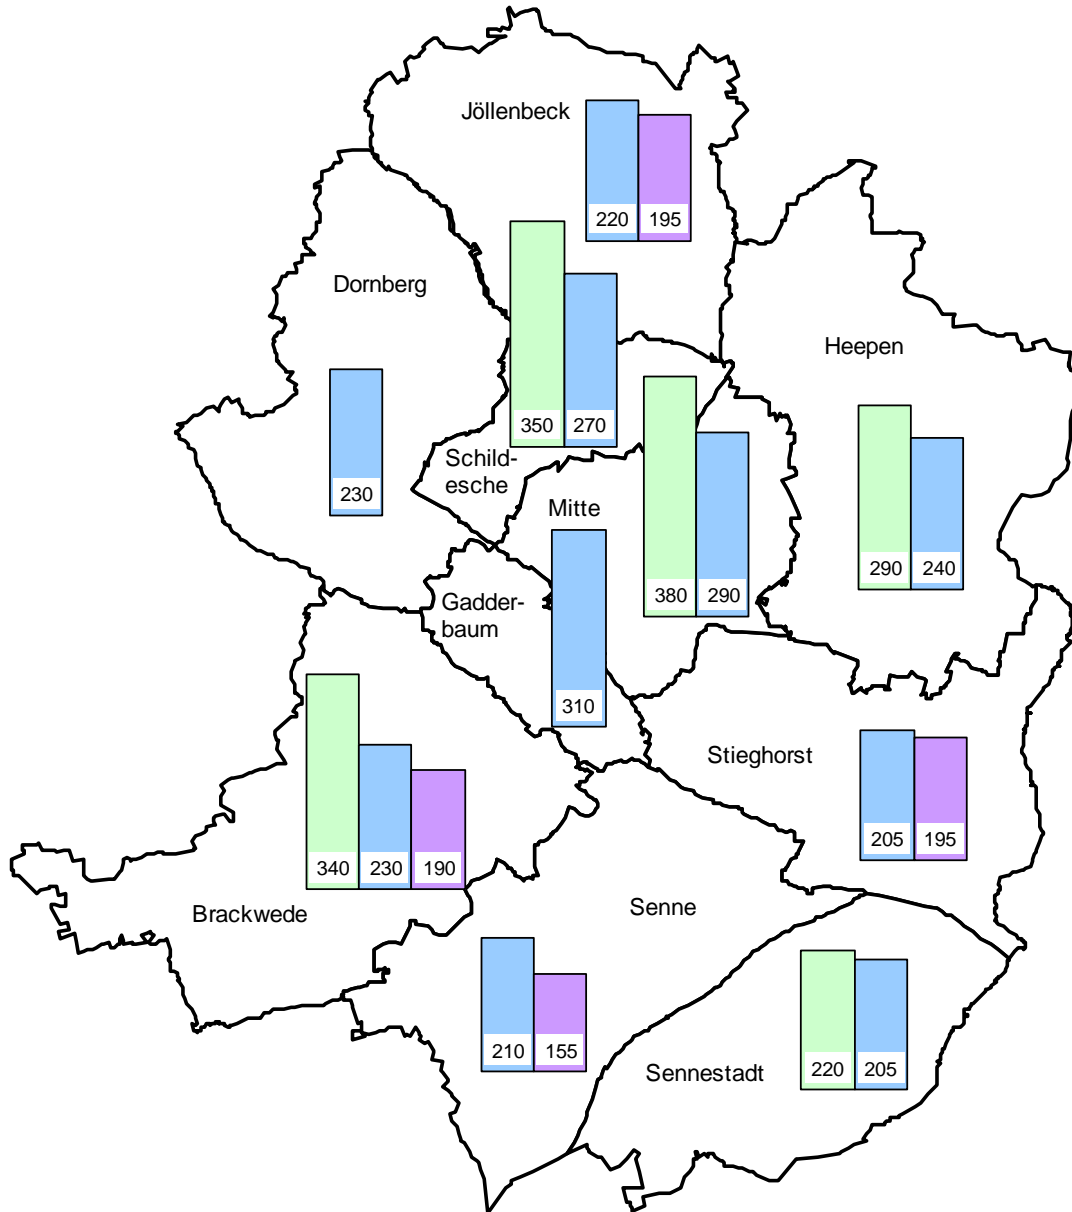 Jöllenbeck
220 195
Dornberg
Heepen
350 270
Schild-
esche
230
Mitte
290 240
380 290
Gadder-
baum
310
Stieghorst
205 195
340 230 190
Brackwede
Senne
210 155
Sennestadt
220 205